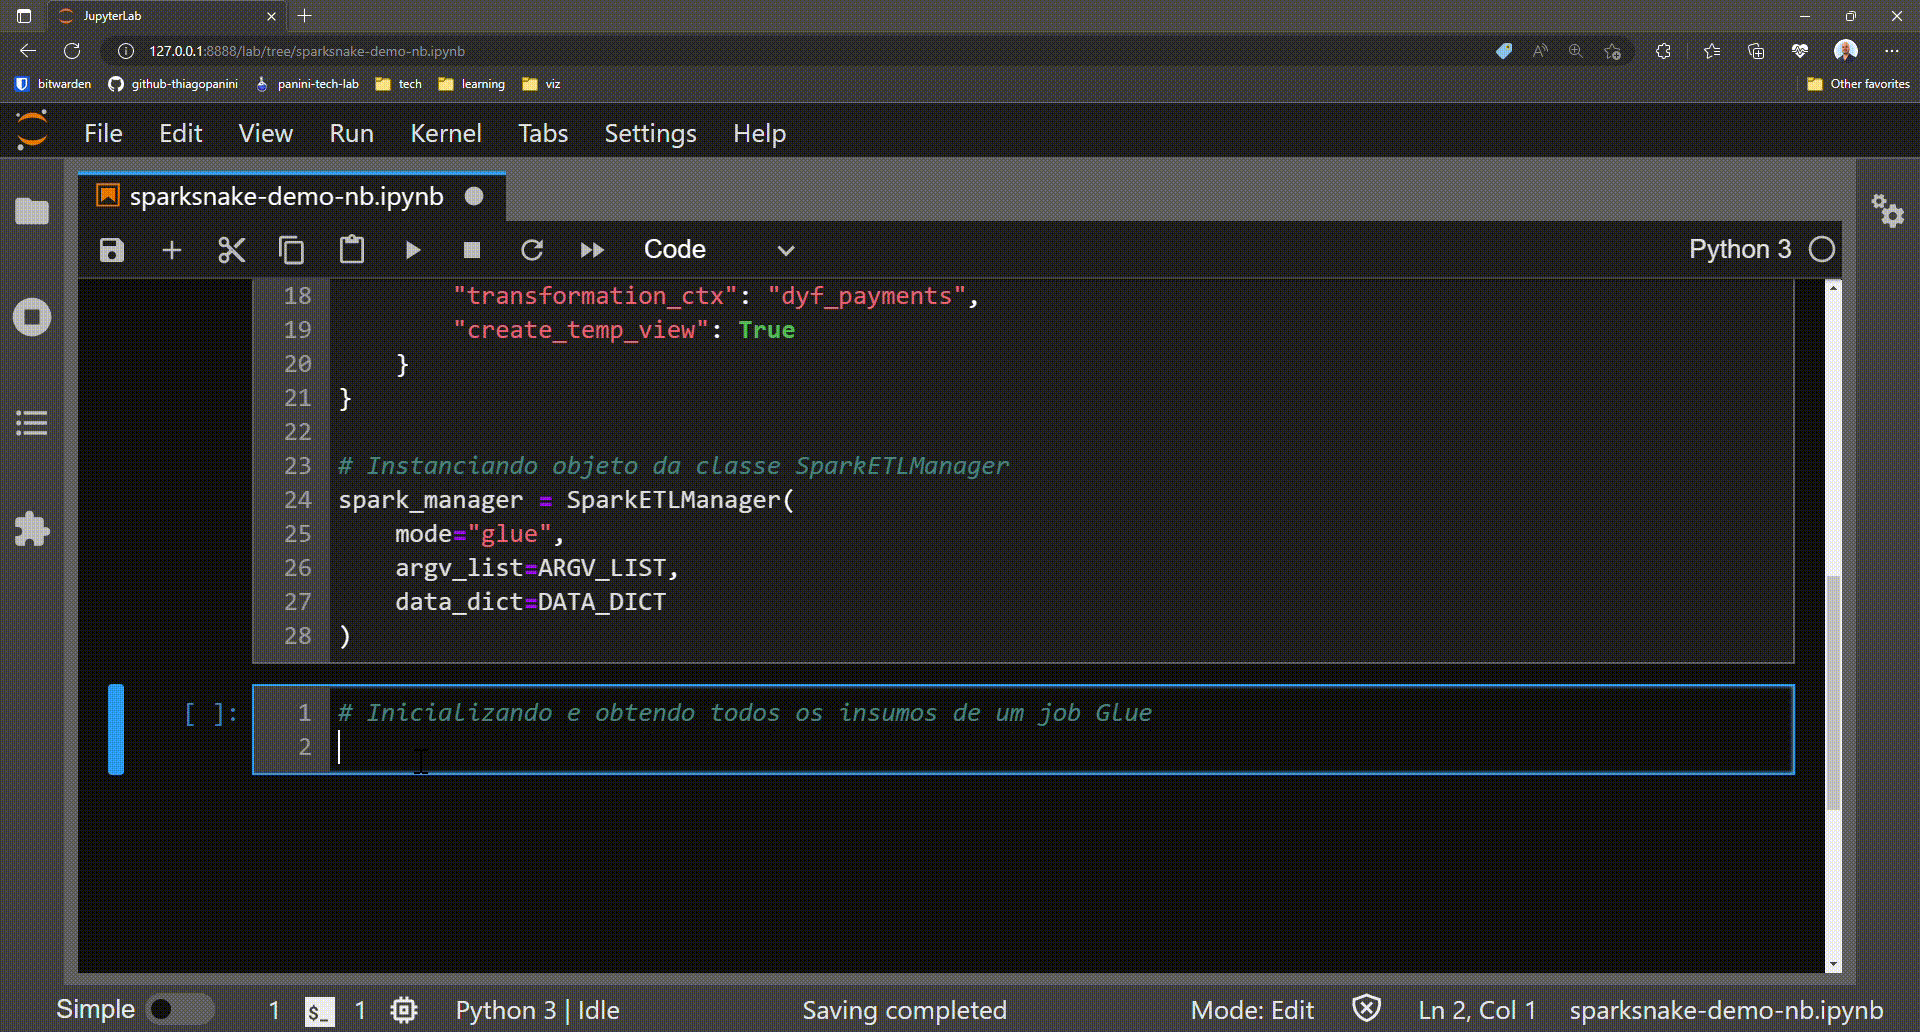 JupyterLab
127.0.0.1:8888/lab/tree/sparksnake-demo-nb.ipynb
bitwarden github-thiagopanini panini-tech-lab tech learning viz Other favorites
File Edit View Run Kernel Tabs Settings Help
sparksnake-demo-nb.ipynb
Code Python 3
18 "transformation_ctx": "dyf_payments",
19 "create_temp_view": True
20 }
21 }
22
23 # Instanciando objeto da classe SparkETLManager
24 spark_manager = SparkETLManager(
25 mode="glue",
26 argv_list=ARGV_LIST,
27 data_dict=DATA_DICT
28 )
[ ]: 1 # Inicializando e obtendo todos os insumos de um job Glue
2
Simple 1 $_ 1 Python 3 | Idle Saving completed Mode: Edit Ln 2, Col 1 sparksnake-demo-nb.ipynb